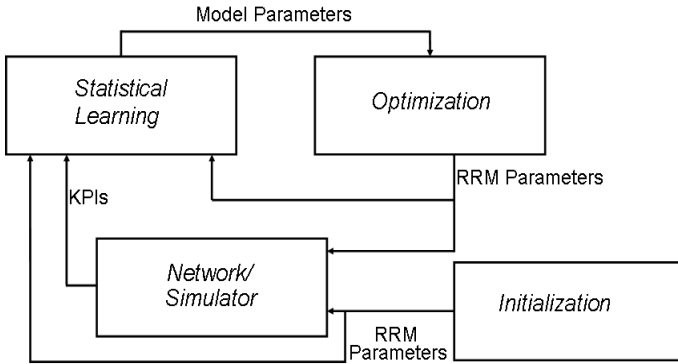 Model Parameters
Statistical
Learning
Optimization
RRM Parameters
KPIs
Network/
Simulator
Initialization
RRM
Parameters